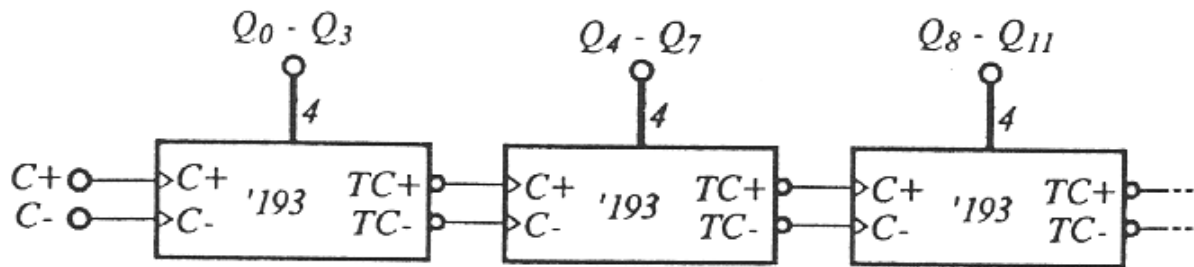 Q0 - Q3
Q4 - Q7
Q8 - Q11
4
4
4
C+
C-
C+
C-
'193
TC+
TC-
C+
C-
'193
TC+
TC-
C+
C-
'193
TC+
TC-